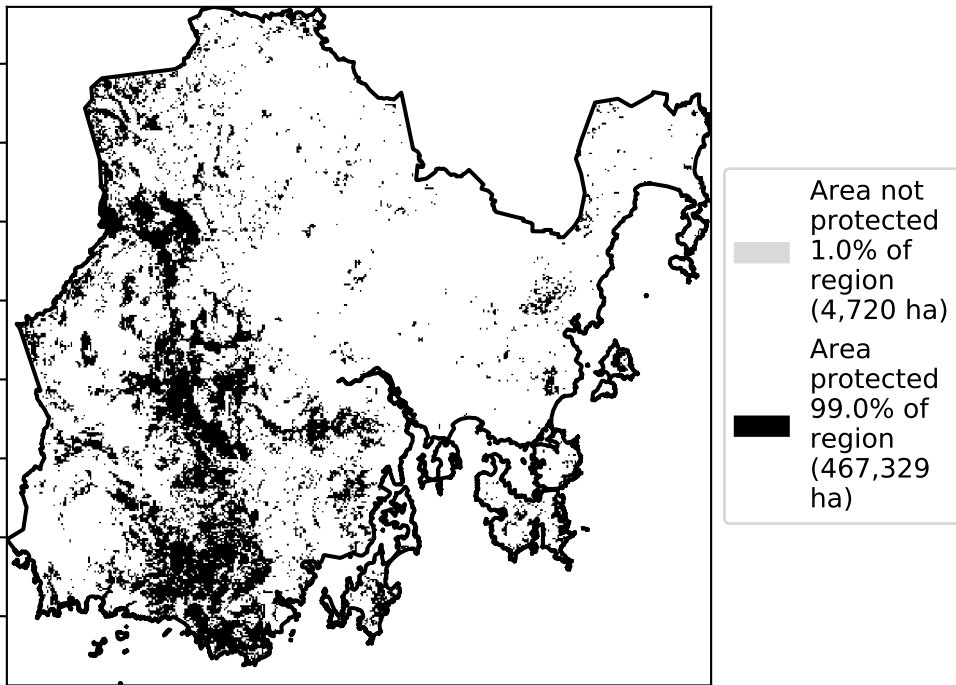 Area not
protected
1.0% of
region
(4,720 ha)
Area
protected
99.0% of
region
(467,329
ha)